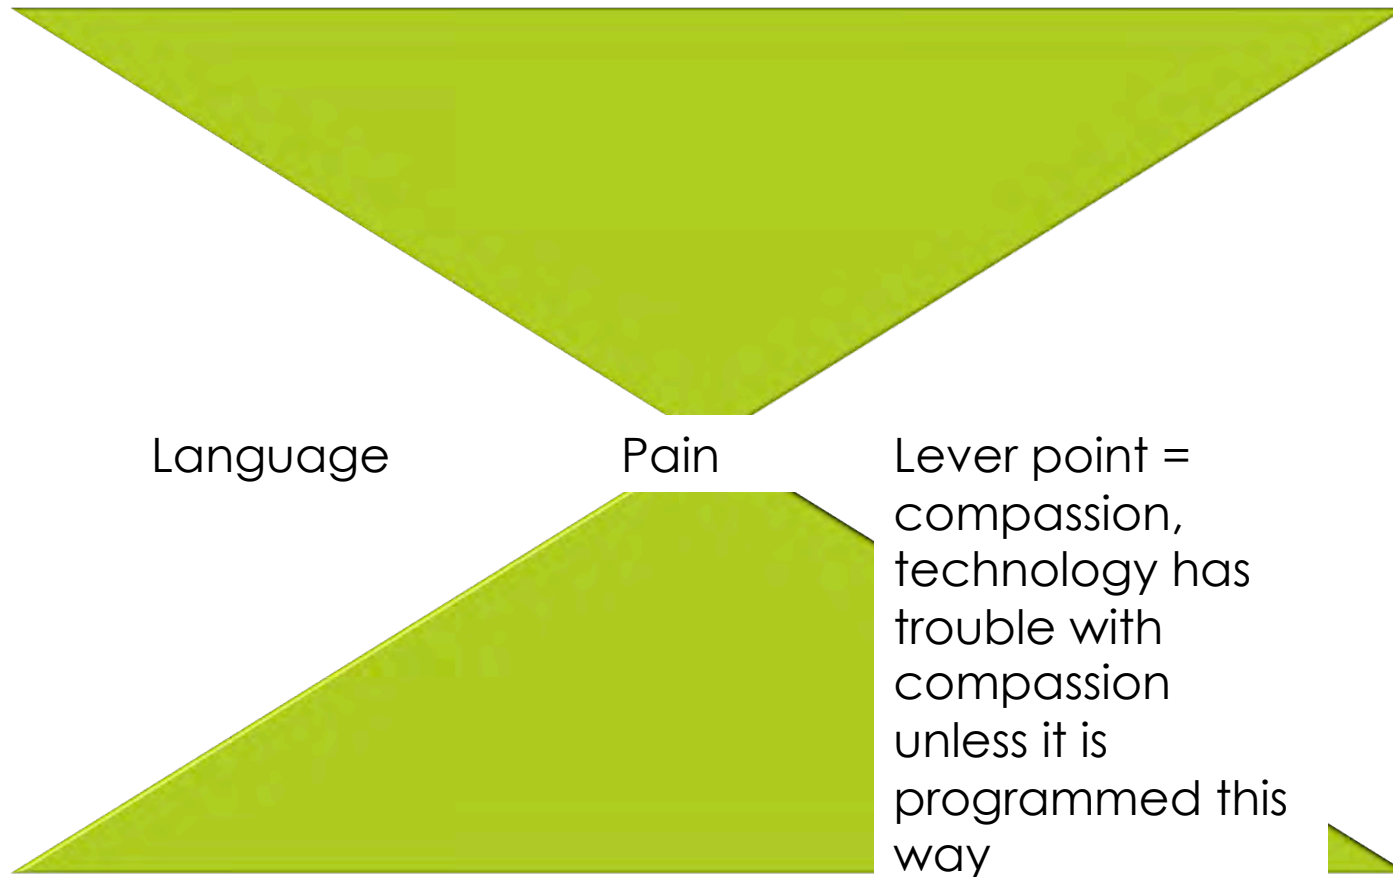 Language
Pain
Lever point =
compassion,
technology has
trouble with
compassion
unless it is
programmed this
way